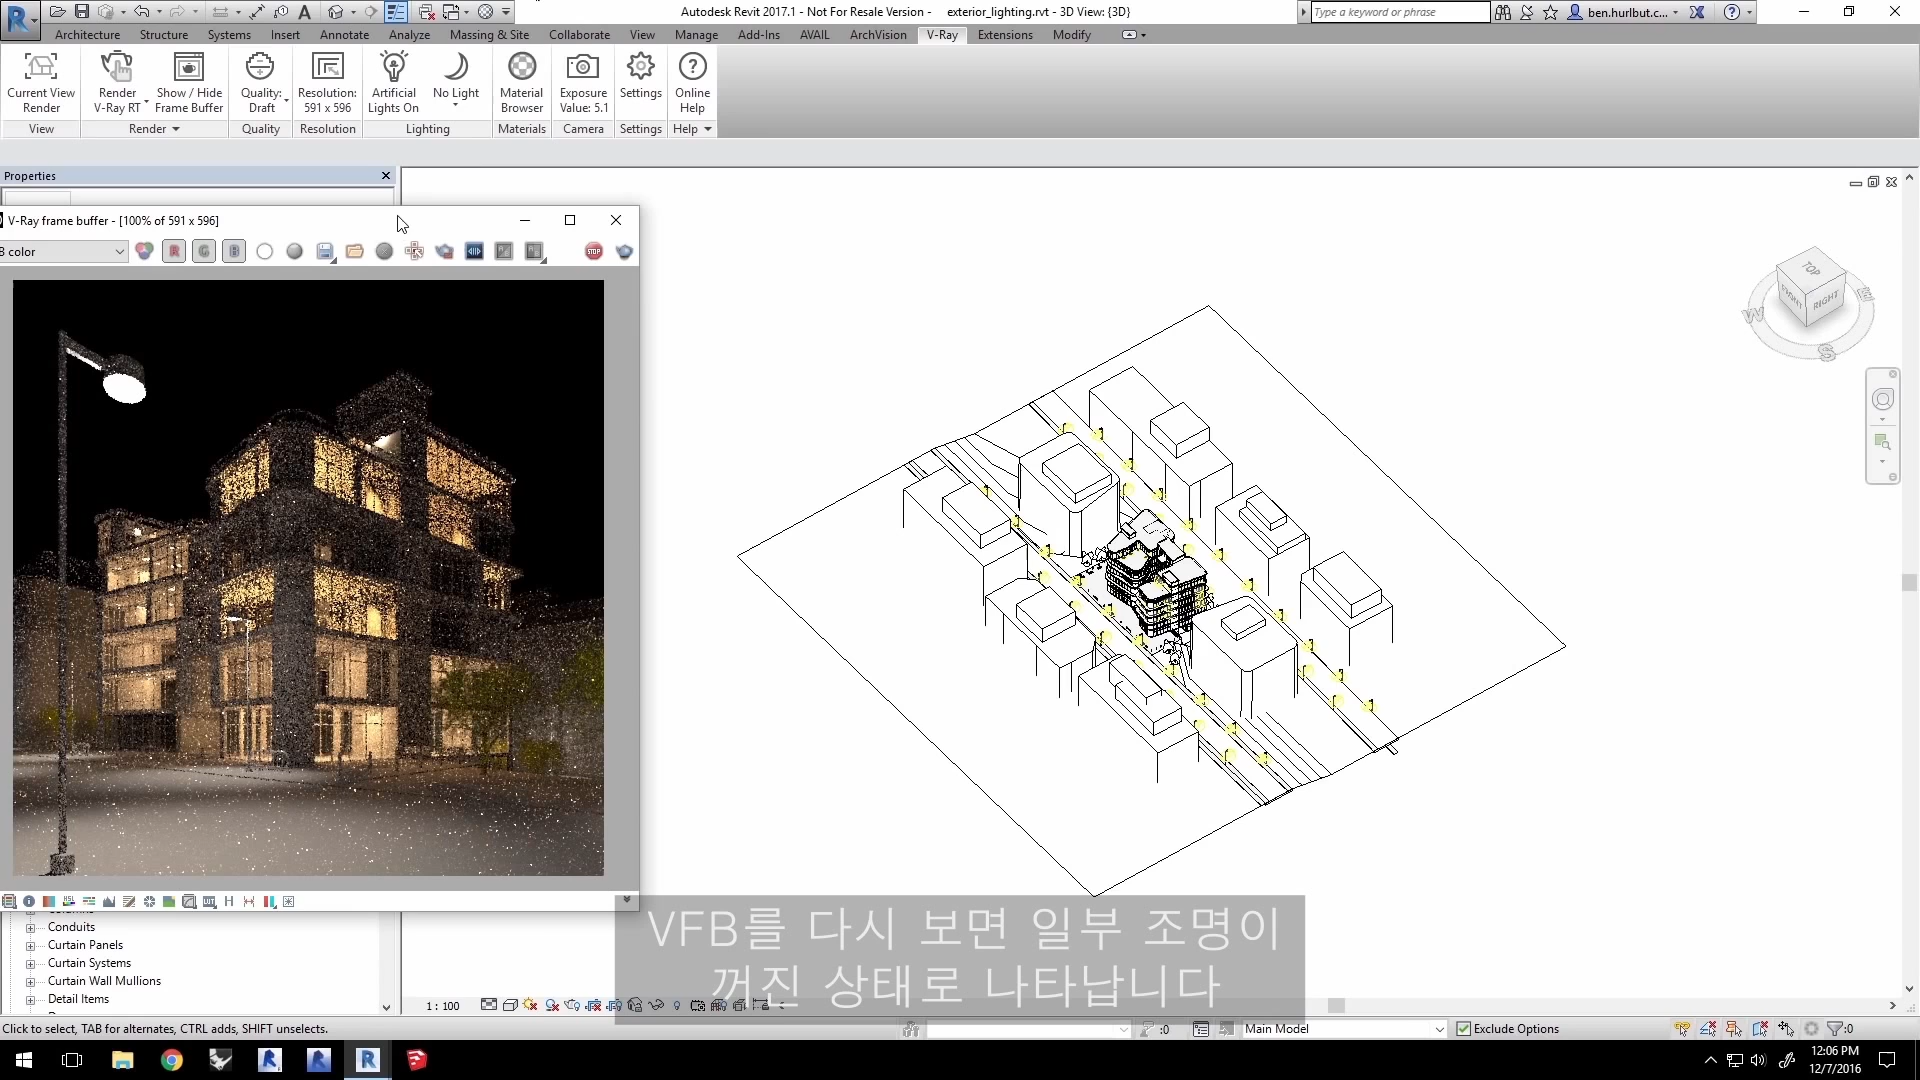 Autodesk Revit 2017.1 - Not For Resale Version - exterior_lighting.rvt - 3D View: {3D}
Type a keyword or phrase
ben.hurlbut.c...
Architecture Structure Systems Insert Annotate Analyze Massing & Site Collaborate View Manage Add-Ins AVAIL ArchVision V-Ray Extensions Modify
Current View Render
Render V-Ray RT
Show / Hide Frame Buffer
Quality: Draft
Resolution: 591 x 596
Artificial Lights On
No Light
Material Browser
Exposure Value: 5.1
Settings
Online Help
View Render Quality Resolution Lighting Materials Camera Settings Help
Properties
V-Ray frame buffer - [100% of 591 x 596]
B color
R G B
STOP
TOP
FRONT
RIGHT
W
E
S
H
Conduits
Curtain Panels
Curtain Systems
Curtain Wall Mullions
Detail Items
VFB를 다시 보면 일부 조명이
꺼진 상태로 나타납니다
1 : 100
Click to select, TAB for alternates, CTRL adds, SHIFT unselects.
:0
Main Model
Exclude Options
:0
12:06 PM
12/7/2016